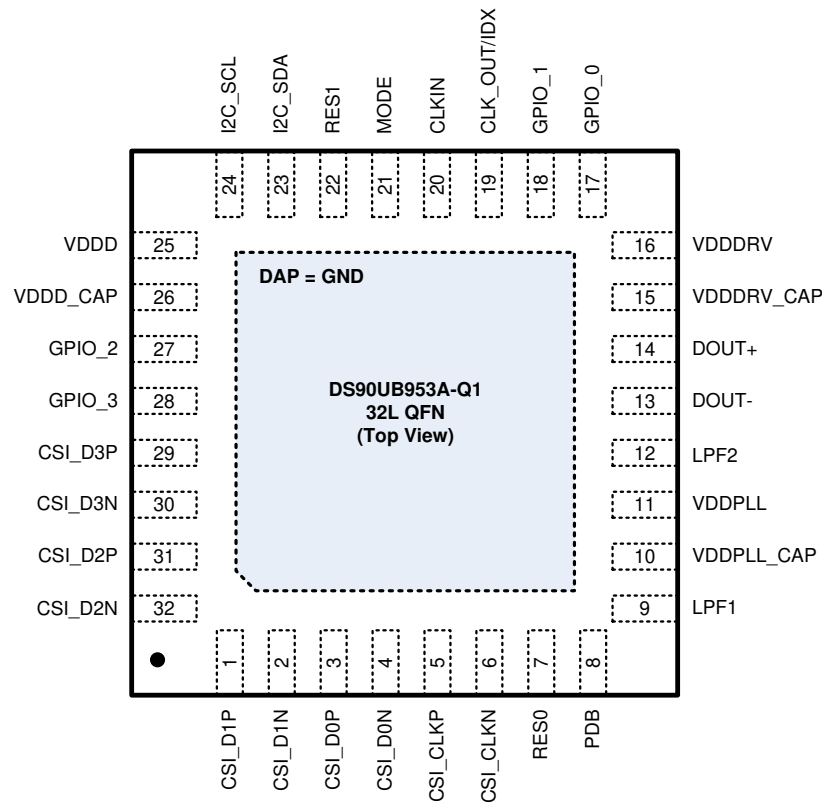 I2C_SCL
I2C_SDA
RES1
MODE
CLKIN
CLK_OUT/IDX
GPIO_1
GPIO_0
24
23
22
21
20
19
18
17
VDDD 25
VDDD_CAP 26
GPIO_2 27
GPIO_3 28
CSI_D3P 29
CSI_D3N 30
CSI_D2P 31
CSI_D2N 32
DAP = GND
DS90UB953A-Q1
32L QFN
(Top View)
16 VDDDRV
15 VDDDRV_CAP
14 DOUT+
13 DOUT-
12 LPF2
11 VDDPLL
10 VDDPLL_CAP
9 LPF1
1
2
3
4
5
6
7
8
CSI_D1P
CSI_D1N
CSI_D0P
CSI_D0N
CSI_CLKP
CSI_CLKN
RES0
PDB